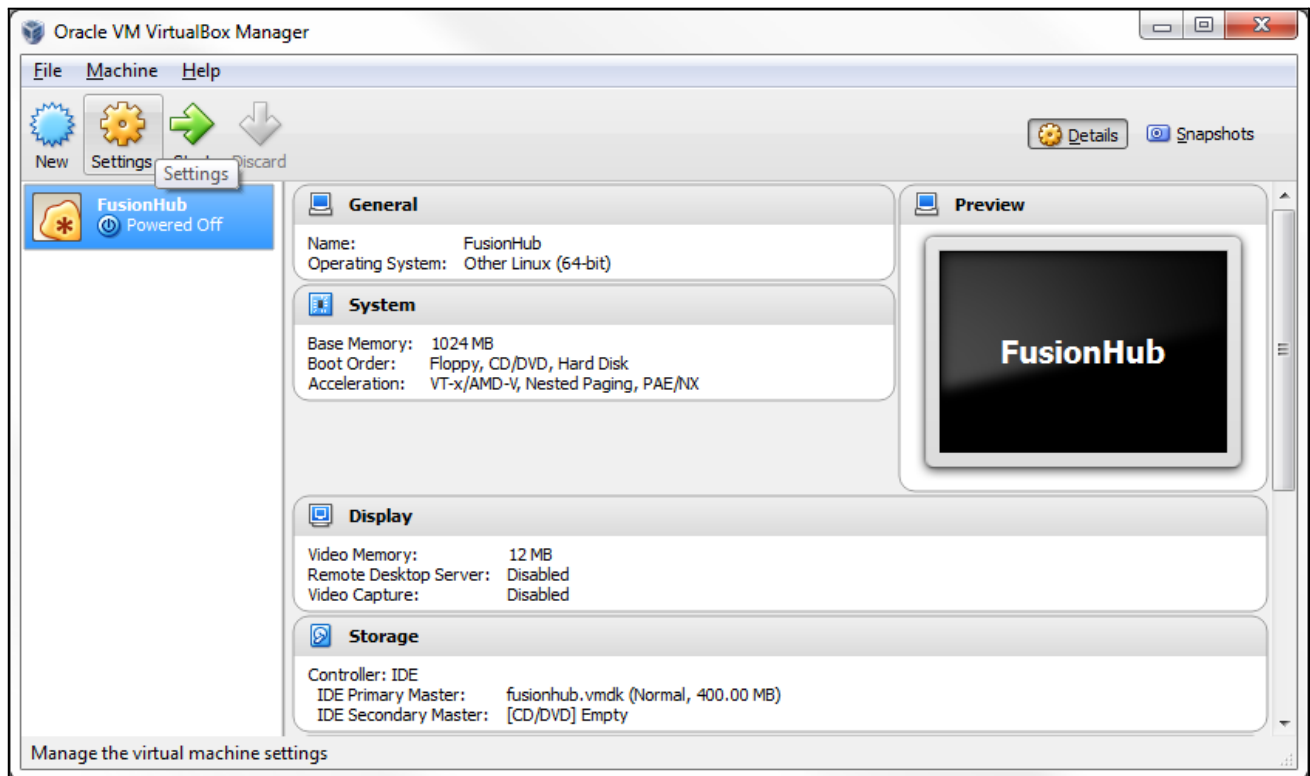 Oracle VM VirtualBox Manager
File Machine Help
New Settings Discard
Settings
Details Snapshots
FusionHub
Powered Off
General
Name: FusionHub
Operating System: Other Linux (64-bit)
System
Base Memory: 1024 MB
Boot Order: Floppy, CD/DVD, Hard Disk
Acceleration: VT-x/AMD-V, Nested Paging, PAE/NX
Preview
FusionHub
Display
Video Memory: 12 MB
Remote Desktop Server: Disabled
Video Capture: Disabled
Storage
Controller: IDE
IDE Primary Master: fusionhub.vmdk (Normal, 400.00 MB)
IDE Secondary Master: [CD/DVD] Empty
Manage the virtual machine settings